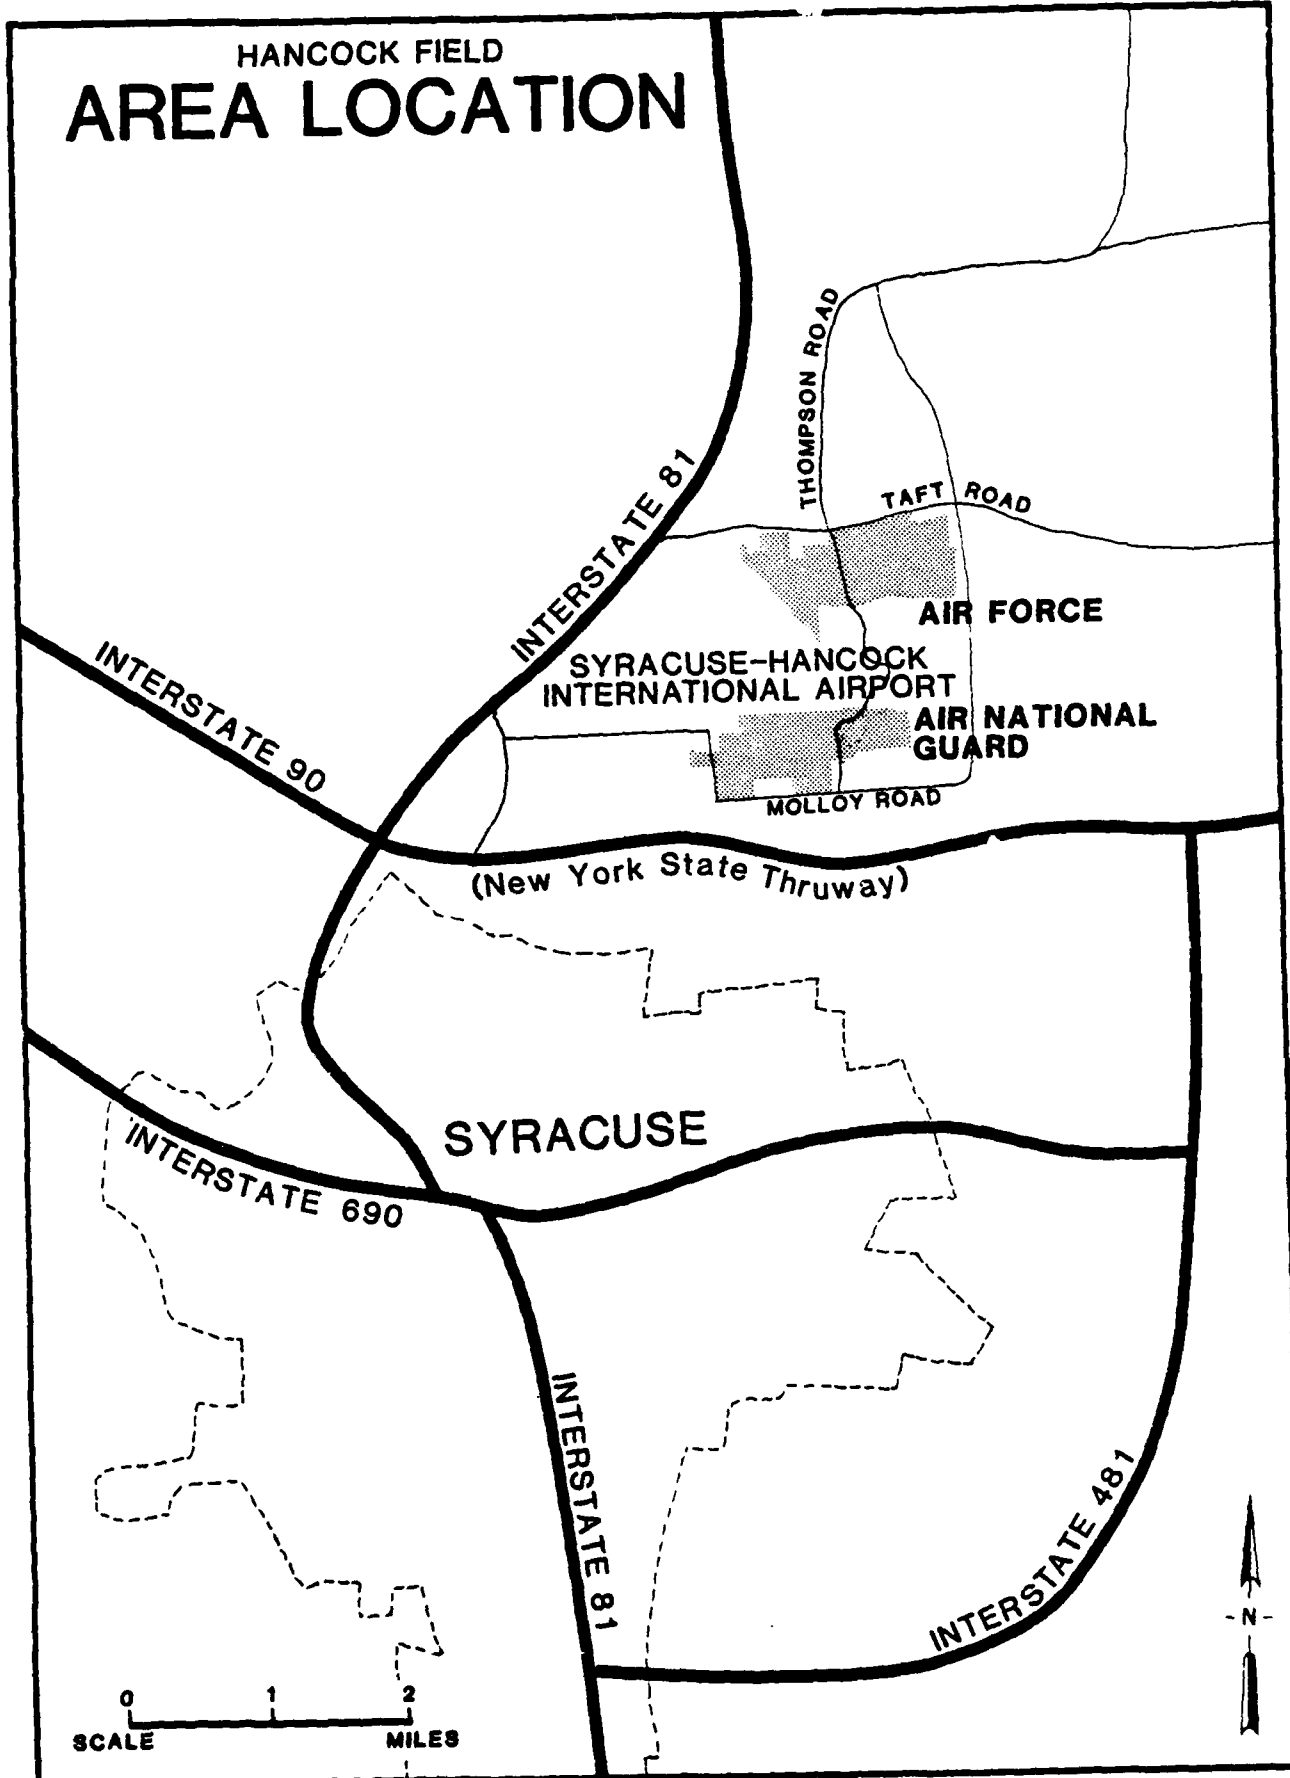 HANCOCK FIELD
AREA LOCATION
THOMPSON ROAD
TAFT ROAD
INTERSTATE 81
AIR FORCE
SYRACUSE-HANCOCK
INTERNATIONAL AIRPORT
INTERSTATE 90
AIR NATIONAL
GUARD
MOLLOY ROAD
(New York State Thruway)
SYRACUSE
INTERSTATE 690
INTERSTATE 81
INTERSTATE 481
N
0 1 2
SCALE MILES